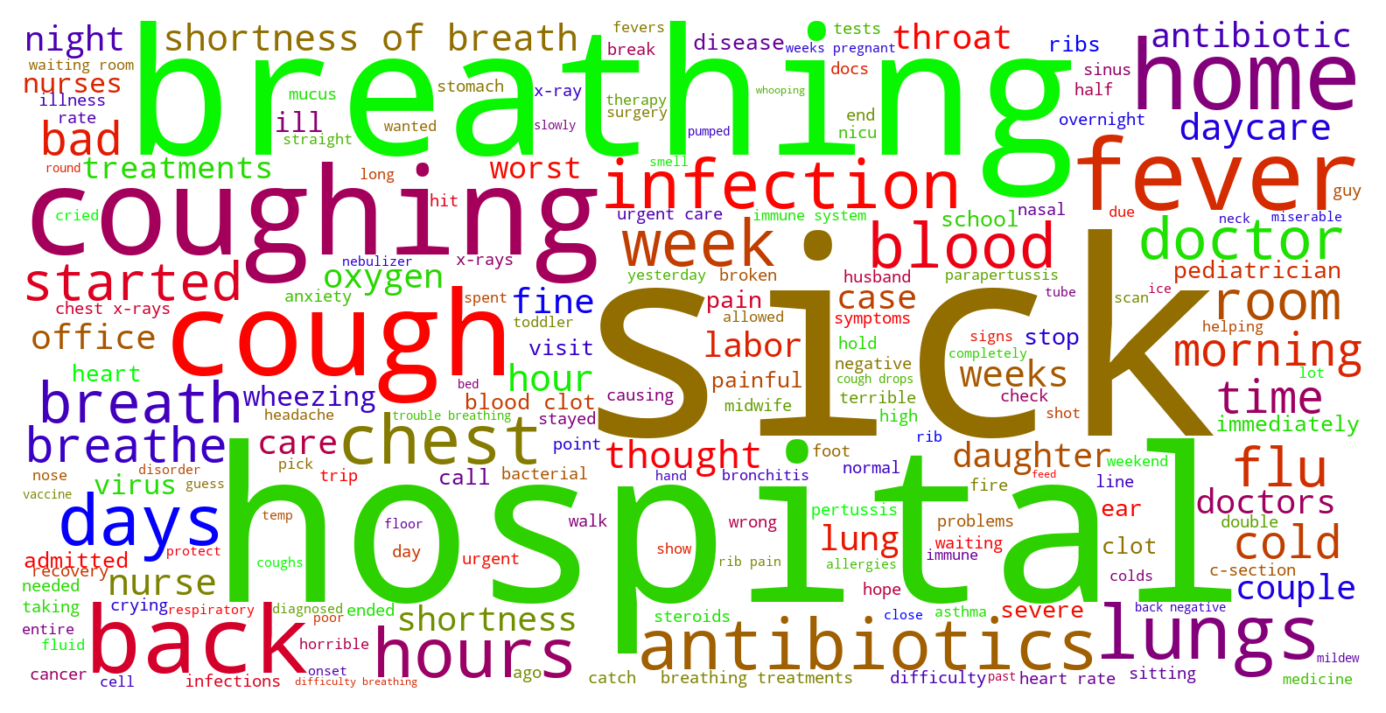 night
shortness of breath
fevers
break
disease
tests
weeks pregnant
throat
ribs
antibiotic
waiting room
nurses
breathing
docs
sinus
home
illness
rate
mucus
stomach
x-ray
therapy
surgery
whooping
end
nicu
half
overnight
daycare
bad
ill
straight
wanted
slowly
pumped
round
treatments
long
worst
smell
infection
fever
guy
coughing
cried
hit
urgent care
immune system
school
nasal
due
neck
miserable
week
blood
doctor
started
nebulizer
oxygen
x-rays
yesterday
broken
husband
parapertussis
pediatrician
chest x-rays
anxiety
spent
fine
pain
case
tube
scan
ice
room
cough
toddler
allowed
symptoms
sick
helping
office
visit
labor
hold
signs
stop
morning
heart
hour
negative
completely
painful
cough drops
weeks
lot
breath
wheezing
bed
blood clot
causing
midwife
terrible
check
time
headache
trouble breathing
stayed
high
shot
immediately
breathe
care
chest
point
thought
foot
rib
daughter
weekend
flu
nose
disorder
pick
trip
call
bacterial
hand
bronchitis
normal
line
vaccine
virus
guess
hospital
fire
feed
doctors
days
temp
floor
day
walk
wrong
pertussis
problems
ear
double
admitted
protect
urgent
show
rib pain
lung
immune
waiting
clot
cold
recovery
coughs
allergies
colds
c-section
needed
nurse
hope
couple
taking
crying
respiratory
diagnosed
poor
ended
shortness
steroids
close
asthma
severe
back negative
entire
fluid
back
horrible
hours
antibiotics
lungs
mildew
cancer
cell
infections
onset
difficulty breathing
ago
catch
breathing treatments
difficulty
past
heart rate
sitting
medicine